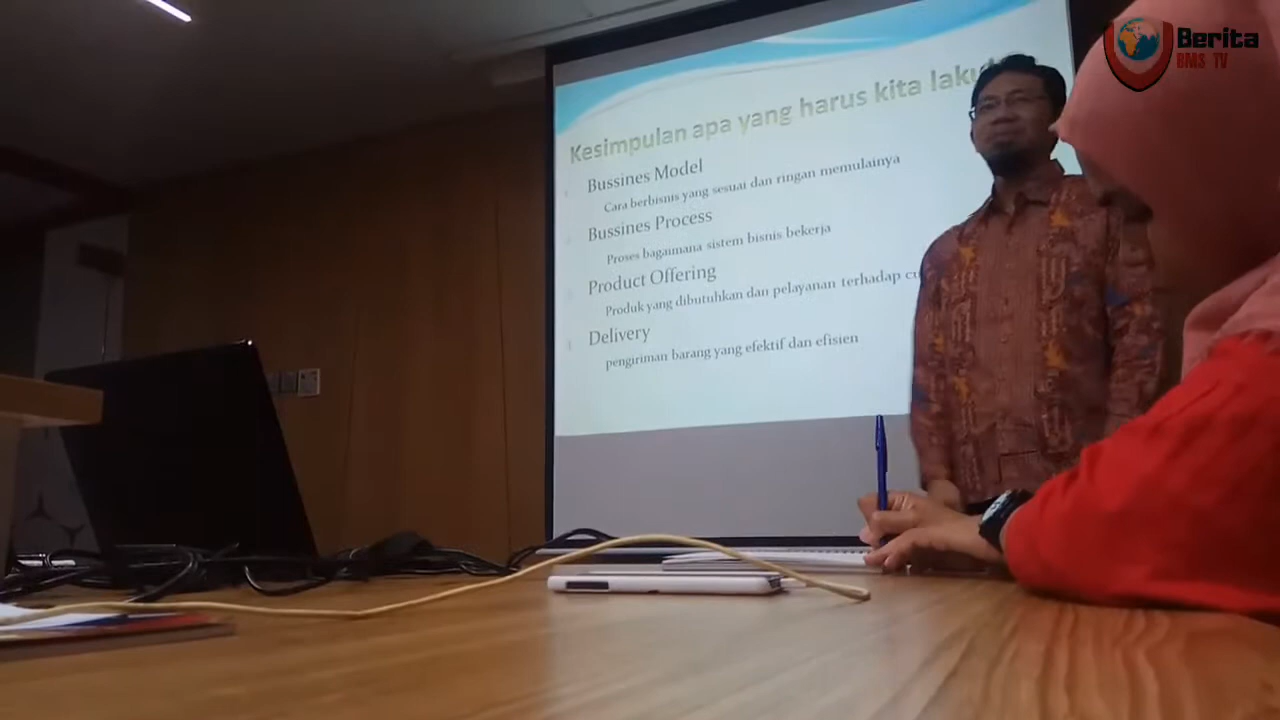 Berita
BMS TV
Kesimpulan apa yang harus kita
Bussines Model
Cara berbisnis yang sesuai dan ringan memulainya
Bussines Process
Proses bagaimana sistem bisnis bekerja
Product Offering
Produk yang dibutuhkan dan pelayanan terhadap
Delivery
pengiriman barang yang efektif dan efisien